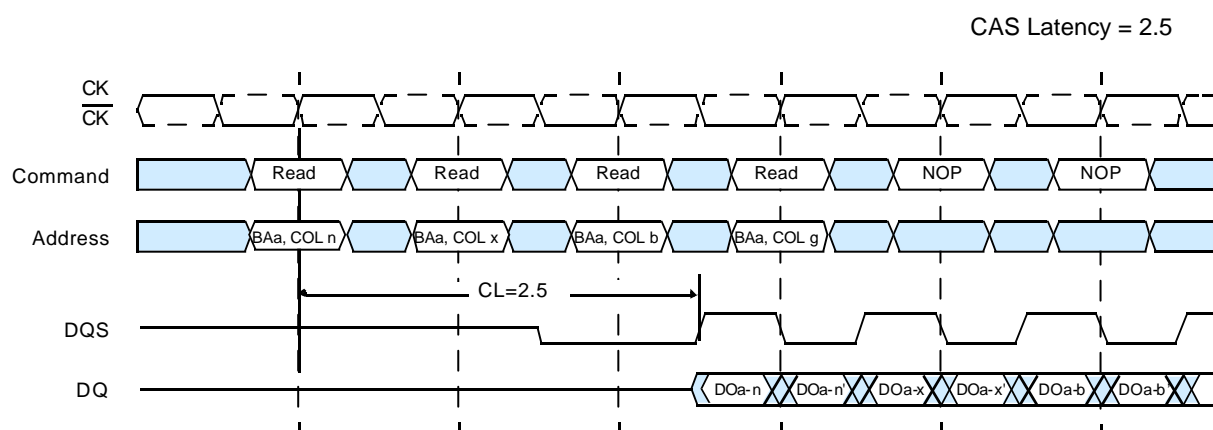 CAS Latency = 2.5
CK
CK
Command
Read Read Read Read NOP NOP
Address
BAa, COL n BAa, COL x BAa, COL b BAa, COL g
CL=2.5
DQS
DQ
DOa-n DOa-n' DOa-x DOa-x' DOa-b DOa-b'